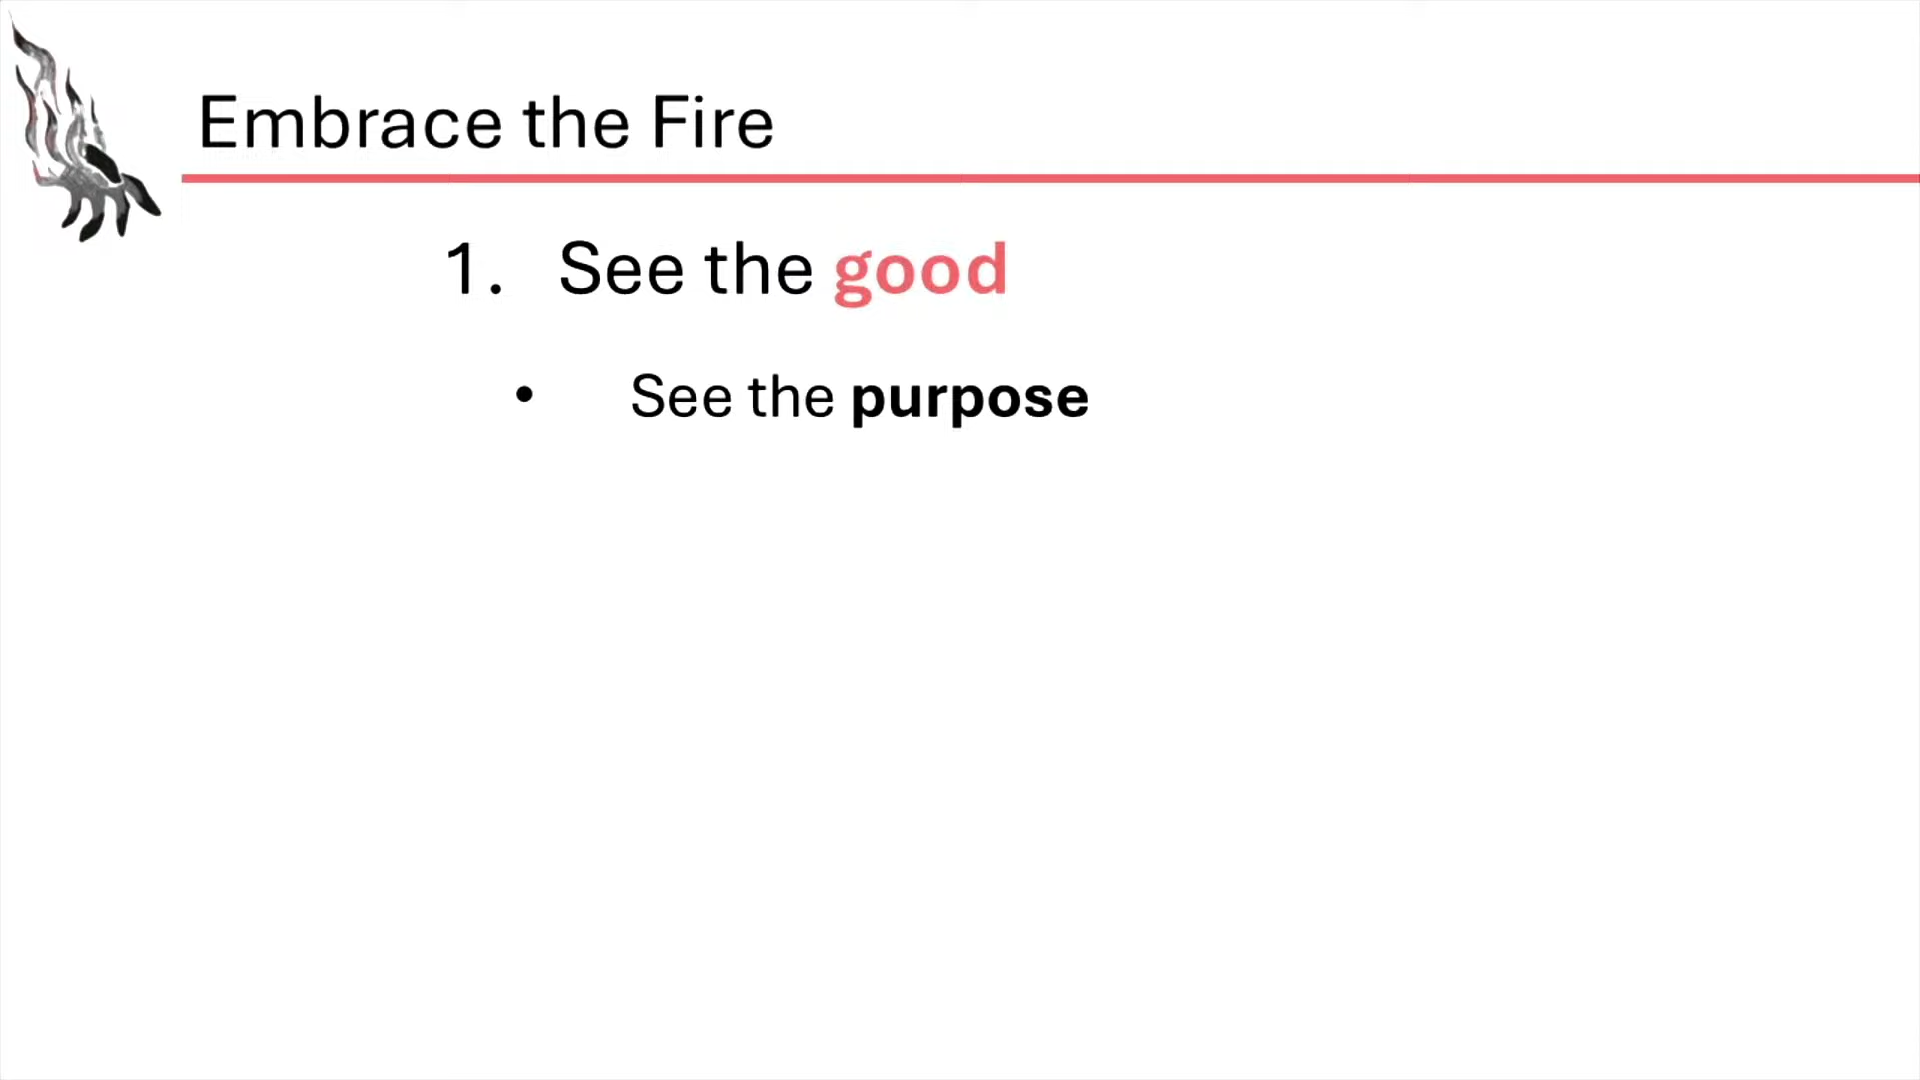 Embrace the Fire
1. See the good
• See the purpose